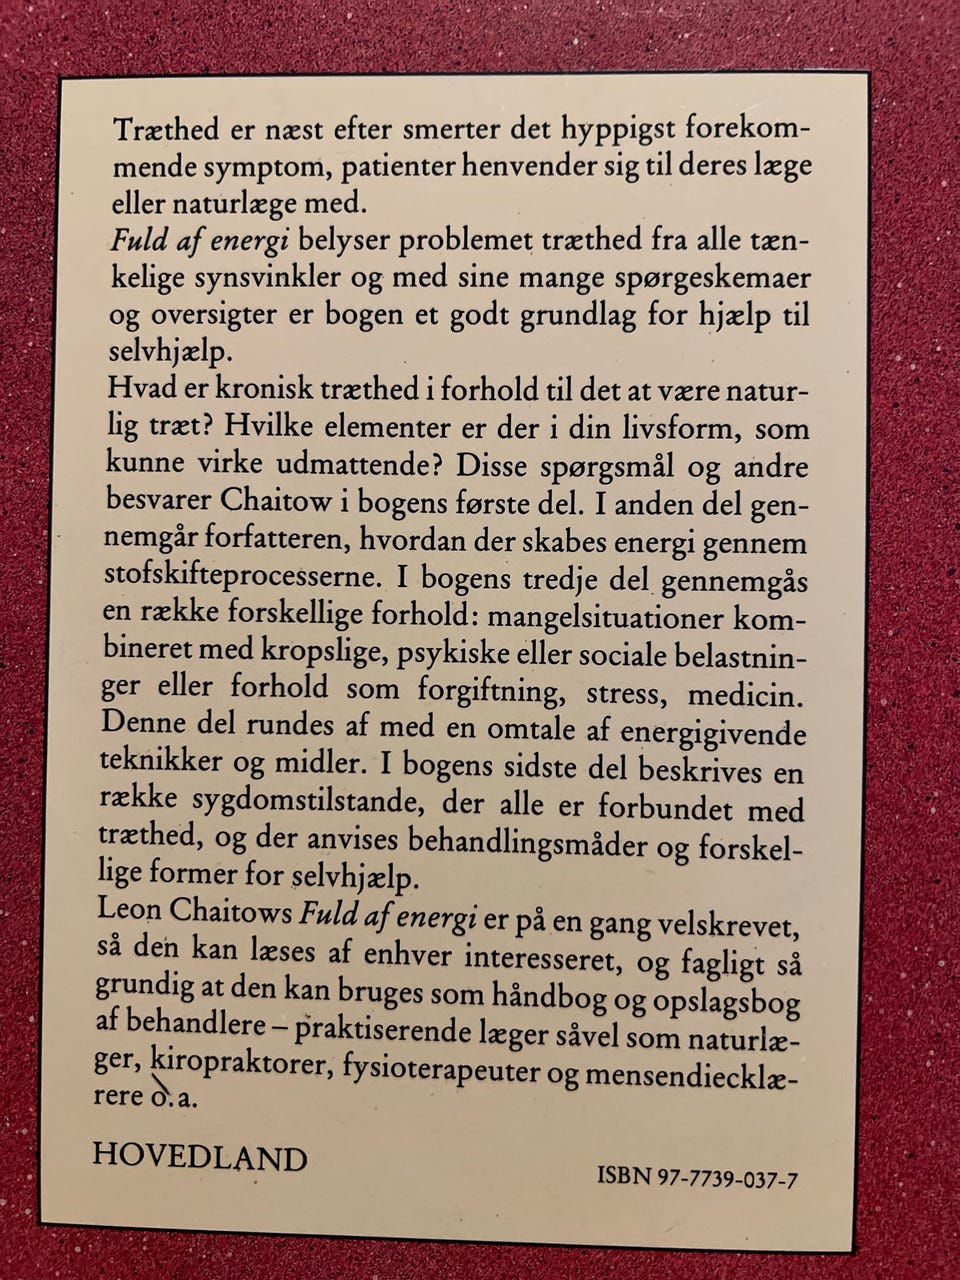 Træthed er næst efter smerter det hyppigst forekom-
mende symptom, patienter henvender sig til deres læge
eller naturlæge med.
Fuld af energi belyser problemet træthed fra alle tæn-
kelige synsvinkler og med sine mange spørgeskemaer
og oversigter er bogen et godt grundlag for hjælp til
selvhjælp.
Hvad er kronisk træthed i forhold til det at være natur-
lig træt? Hvilke elementer er der i din livsform, som
kunne virke udmattende? Disse spørgsmål og andre
besvarer Chaitow i bogens første del. I anden del gen-
nemgår forfatteren, hvordan der skabes energi gennem
stofskifteprocesserne. I bogens tredje del gennemgås
en række forskellige forhold: mangelsituationer kom-
bineret med kropslige, psykiske eller sociale belastnin-
ger eller forhold som forgiftning, stress, medicin.
Denne del rundes af med en omtale af energigivende
teknikker og midler. I bogens sidste del beskrives en
række sygdomstilstande, der alle er forbundet med
træthed, og der anvises behandlingsmåder og forskel-
lige former for selvhjælp.
Leon Chaitows Fuld af energi er på en gang velskrevet,
så den kan læses af enhver interesseret, og fagligt så
grundig at den kan bruges som håndbog og opslagsbog
af behandlere – praktiserende læger såvel som naturlæ-
ger, kiropraktorer, fysioterapeuter og mensendiecklæ-
rere o.a.
HOVEDLAND
ISBN 97-7739-037-7